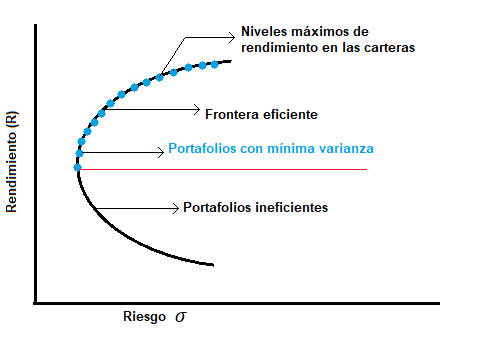 Niveles máximos de
rendimiento en las carteras
Frontera eficiente
Portafolios con mínima varianza
Portafolios ineficientes
Rendimiento (R)
Riesgo σ